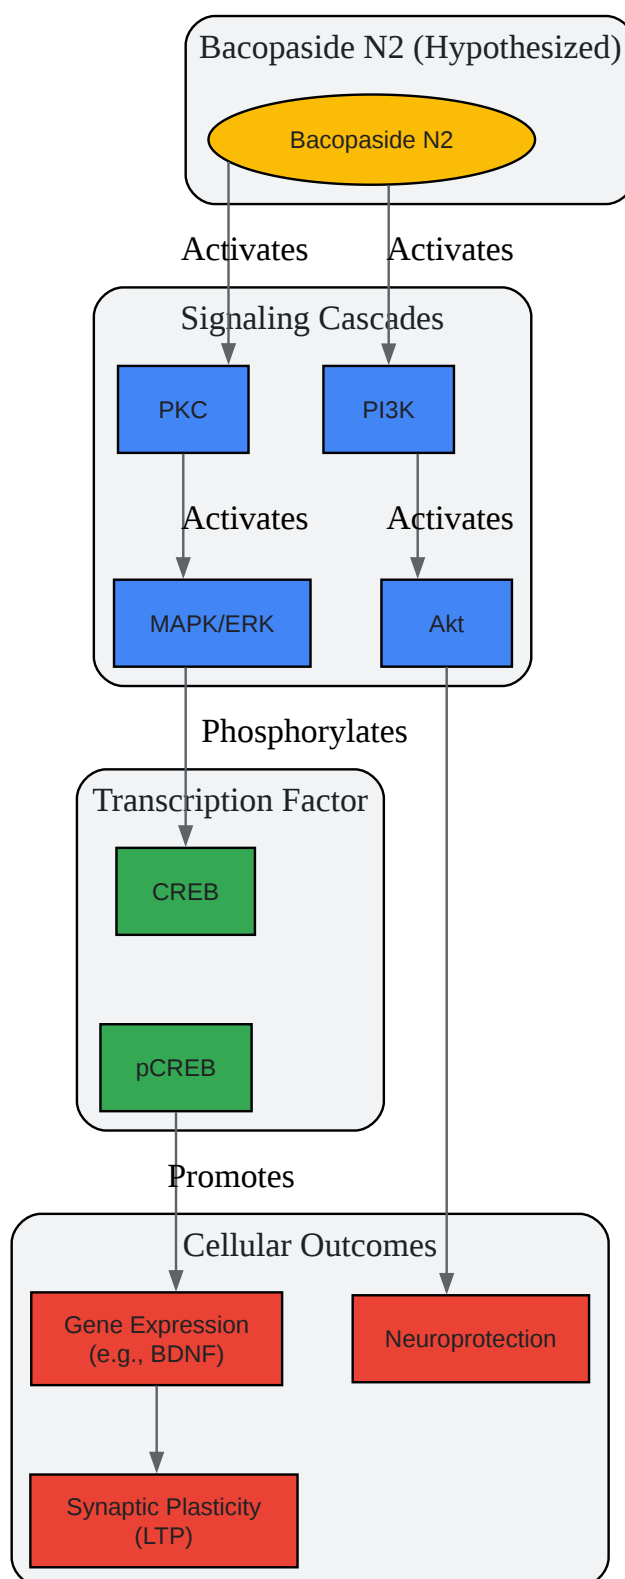 Bacopaside N2 (Hypothesized)
Bacopaside N2
Activates
Activates
Signaling Cascades
PKC
PI3K
Activates
Activates
MAPK/ERK
Akt
Phosphorylates
Transcription Factor
CREB
pCREB
Promotes
Cellular Outcomes
Gene Expression
(e.g., BDNF)
Neuroprotection
Synaptic Plasticity
(LTP)